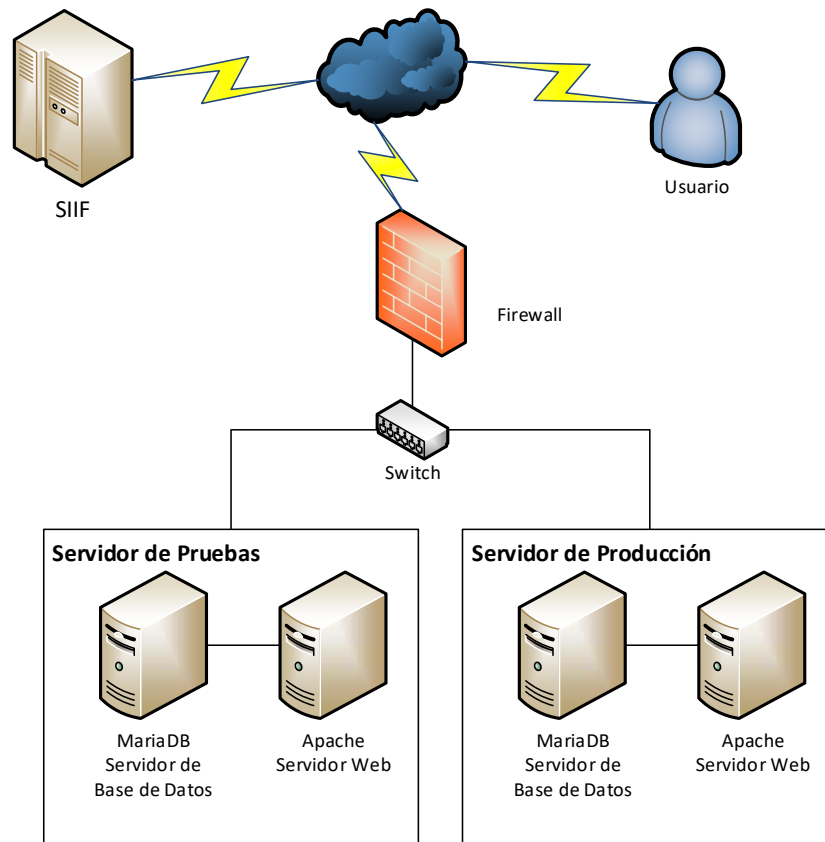 SIIF
Usuario
Firewall
Switch
Servidor de Pruebas
MariaDB
Servidor de
Base de Datos
Apache
Servidor Web
Servidor de Producción
MariaDB
Servidor de
Base de Datos
Apache
Servidor Web